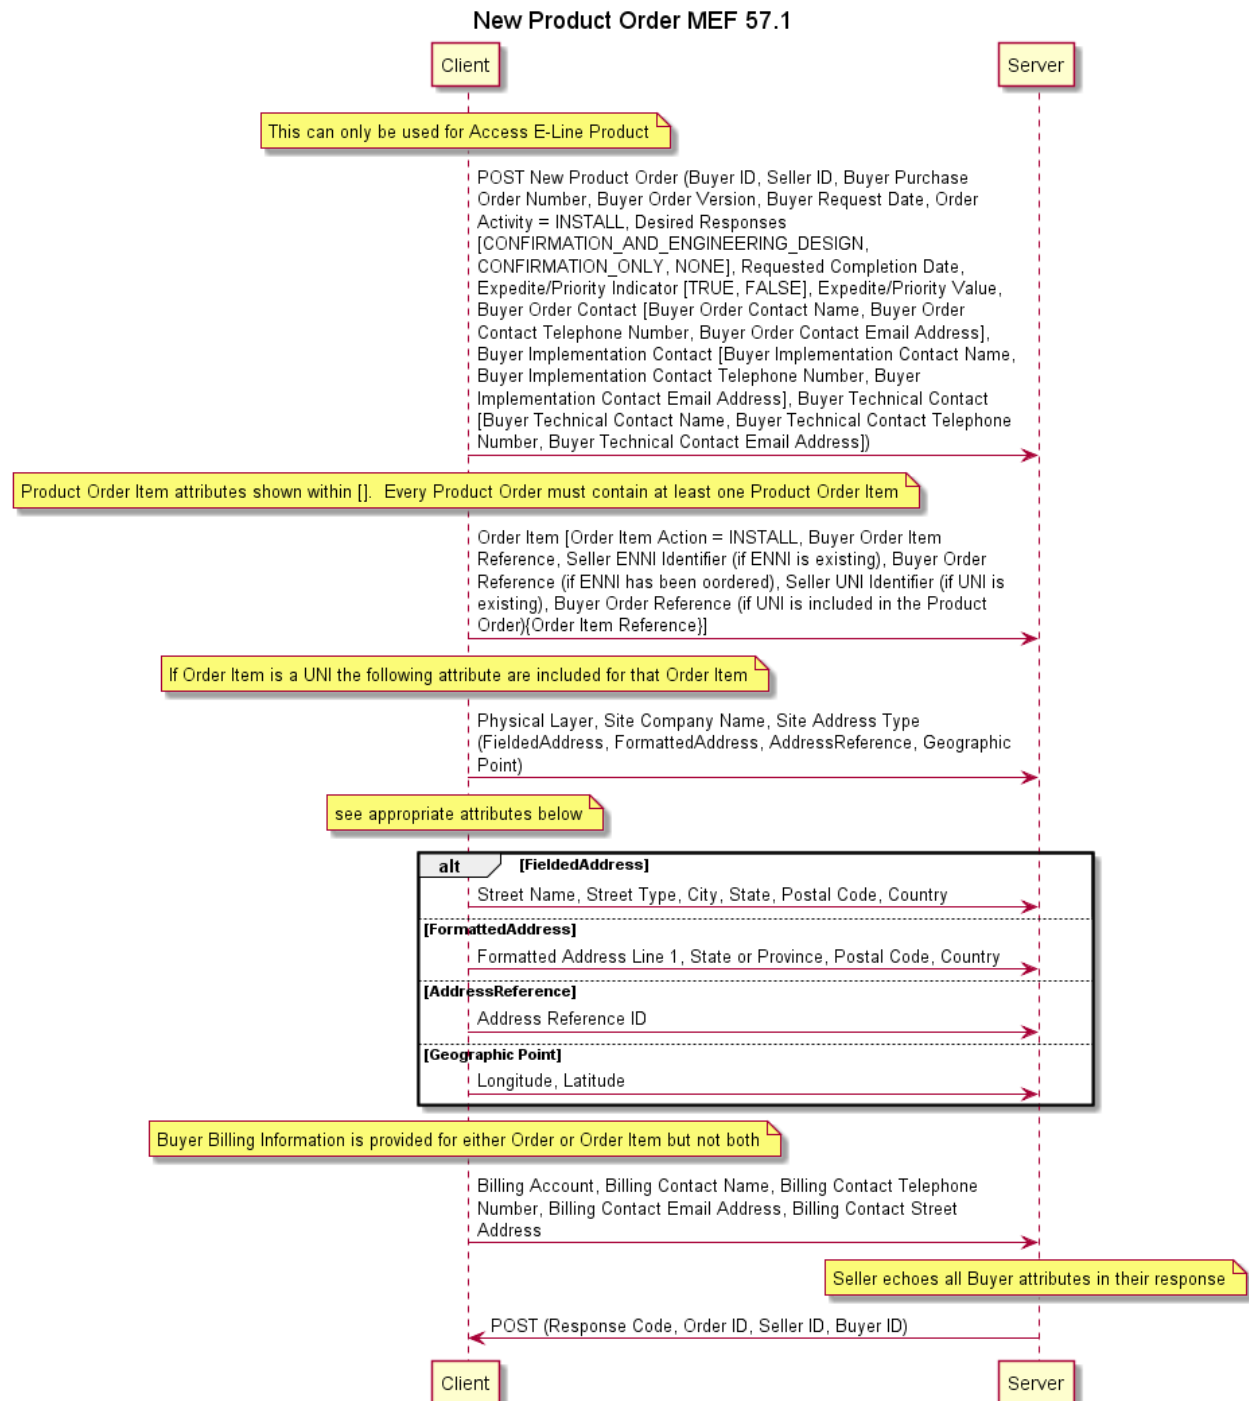 New Product Order MEF 57.1
Client
Server
This can only be used for Access E-Line Product
POST New Product Order (Buyer ID, Seller ID, Buyer Purchase
Order Number, Buyer Order Version, Buyer Request Date, Order
Activity = INSTALL, Desired Responses
[CONFIRMATION_AND_ENGINEERING_DESIGN,
CONFIRMATION_ONLY, NONE], Requested Completion Date,
Expedite/Priority Indicator [TRUE, FALSE], Expedite/Priority Value,
Buyer Order Contact [Buyer Order Contact Name, Buyer Order
Contact Telephone Number, Buyer Order Contact Email Address],
Buyer Implementation Contact [Buyer Implementation Contact Name,
Buyer Implementation Contact Telephone Number, Buyer
Implementation Contact Email Address], Buyer Technical Contact
[Buyer Technical Contact Name, Buyer Technical Contact Telephone
Number, Buyer Technical Contact Email Address])
Product Order Item attributes shown within [].  Every Product Order must contain at least one Product Order Item
Order Item [Order Item Action = INSTALL, Buyer Order Item
Reference, Seller ENNI Identifier (if ENNI is existing), Buyer Order
Reference (if ENNI has been oordered), Seller UNI Identifier (if UNI is
existing), Buyer Order Reference (if UNI is included in the Product
Order){Order Item Reference}]
If Order Item is a UNI the following attribute are included for that Order Item
Physical Layer, Site Company Name, Site Address Type
(FieldedAddress, FormattedAddress, AddressReference, Geographic
Point)
see appropriate attributes below
alt [FieldedAddress]
Street Name, Street Type, City, State, Postal Code, Country
[FormattedAddress]
Formatted Address Line 1, State or Province, Postal Code, Country
[AddressReference]
Address Reference ID
[Geographic Point]
Longitude, Latitude
Buyer Billing Information is provided for either Order or Order Item but not both
Billing Account, Billing Contact Name, Billing Contact Telephone
Number, Billing Contact Email Address, Billing Contact Street
Address
Seller echoes all Buyer attributes in their response
POST (Response Code, Order ID, Seller ID, Buyer ID)
Client
Server